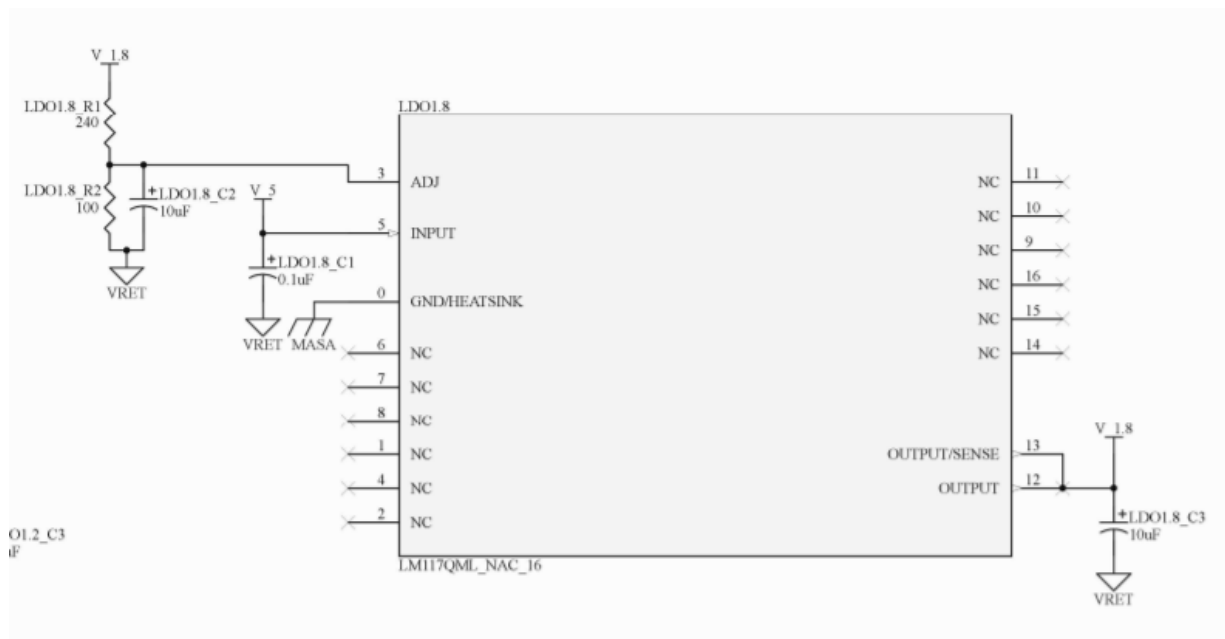 V_1.8
LDO1.8_R1
240
LDO1.8_R2
100
LDO1.8_C2
10uF
VRET
V_5
LDO1.8_C1
0.1uF
VRET
MASA
LDO1.8
3 ADJ
5 INPUT
0 GND/HEATSINK
6 NC
7 NC
8 NC
1 NC
4 NC
2 NC
NC 11
NC 10
NC 9
NC 16
NC 15
NC 14
OUTPUT/SENSE 13
OUTPUT 12
LM117QML_NAC_16
V_1.8
LDO1.8_C3
10uF
VRET
O1.2_C3